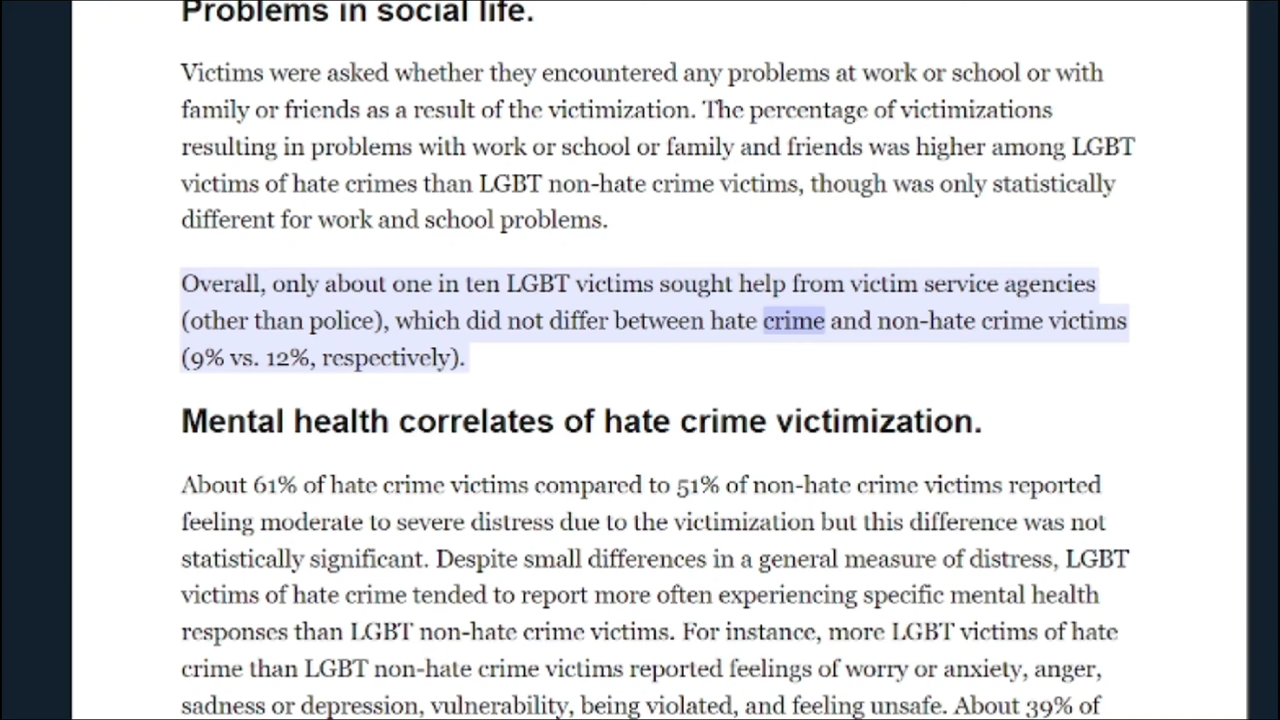 Problems in social life.
Victims were asked whether they encountered any problems at work or school or with
family or friends as a result of the victimization. The percentage of victimizations
resulting in problems with work or school or family and friends was higher among LGBT
victims of hate crimes than LGBT non-hate crime victims, though was only statistically
different for work and school problems.
Overall, only about one in ten LGBT victims sought help from victim service agencies
(other than police), which did not differ between hate crime and non-hate crime victims
(9% vs. 12%, respectively).
Mental health correlates of hate crime victimization.
About 61% of hate crime victims compared to 51% of non-hate crime victims reported
feeling moderate to severe distress due to the victimization but this difference was not
statistically significant. Despite small differences in a general measure of distress, LGBT
victims of hate crime tended to report more often experiencing specific mental health
responses than LGBT non-hate crime victims. For instance, more LGBT victims of hate
crime than LGBT non-hate crime victims reported feelings of worry or anxiety, anger,
sadness or depression, vulnerability, being violated, and feeling unsafe. About 39% of